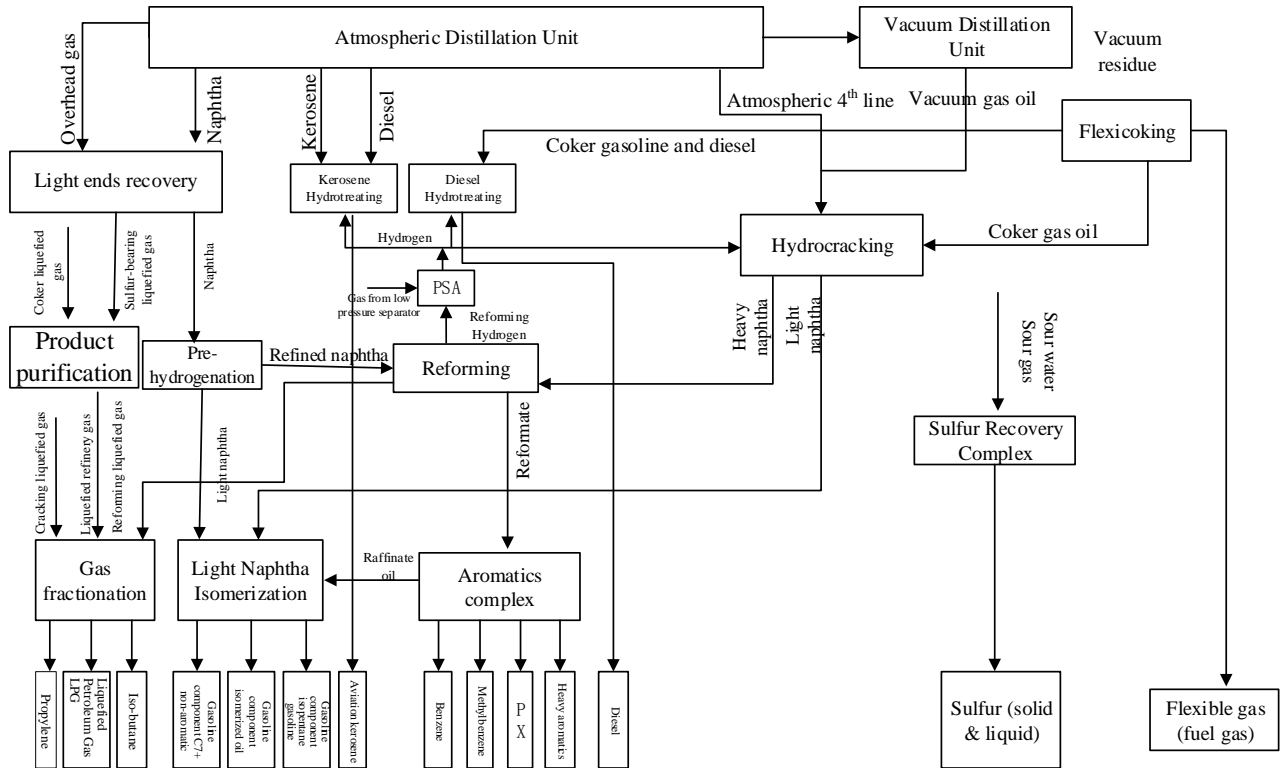 Atmospheric Distillation Unit
Vacuum Distillation
Unit
Vacuum
residue
Overhead gas
Naphtha
Kerosene
Diesel
Atmospheric 4th line
Vacuum gas oil
Flexicoking
Coker gasoline and diesel
Light ends recovery
Kerosene
Hydrotreating
Diesel
Hydrotreating
Hydrogen
Hydrocracking
Coker gas oil
Coker liquefied
gas
Sulfur-bearing
liquefied gas
Naphtha
PSA
Gas from low
pressure separator
Reforming
Hydrogen
Heavy
naphtha
Light
naphtha
Product
purification
Pre-
hydrogenation
Refined naphtha
Reforming
Sour water
Sour gas
Sulfur Recovery
Complex
Reformate
Cracking liquefied gas
Liquefied refinery gas
Reforming liquefied gas
Light naphtha
Gas
fractionation
Light Naphtha
Isomerization
Raffinate
oil
Aromatics
complex
Propylene
Liquefied
Petroleum Gas
LPG
Iso-butane
Gasoline
component C7+
non-aromatic
Gasoline
component
isomerized oil
Gasoline
component
isopentane
gasoline
Aviation kerosene
Benzene
Methylbenzene
P
X
Heavy aromatics
Diesel
Sulfur (solid
& liquid)
Flexible gas
(fuel gas)